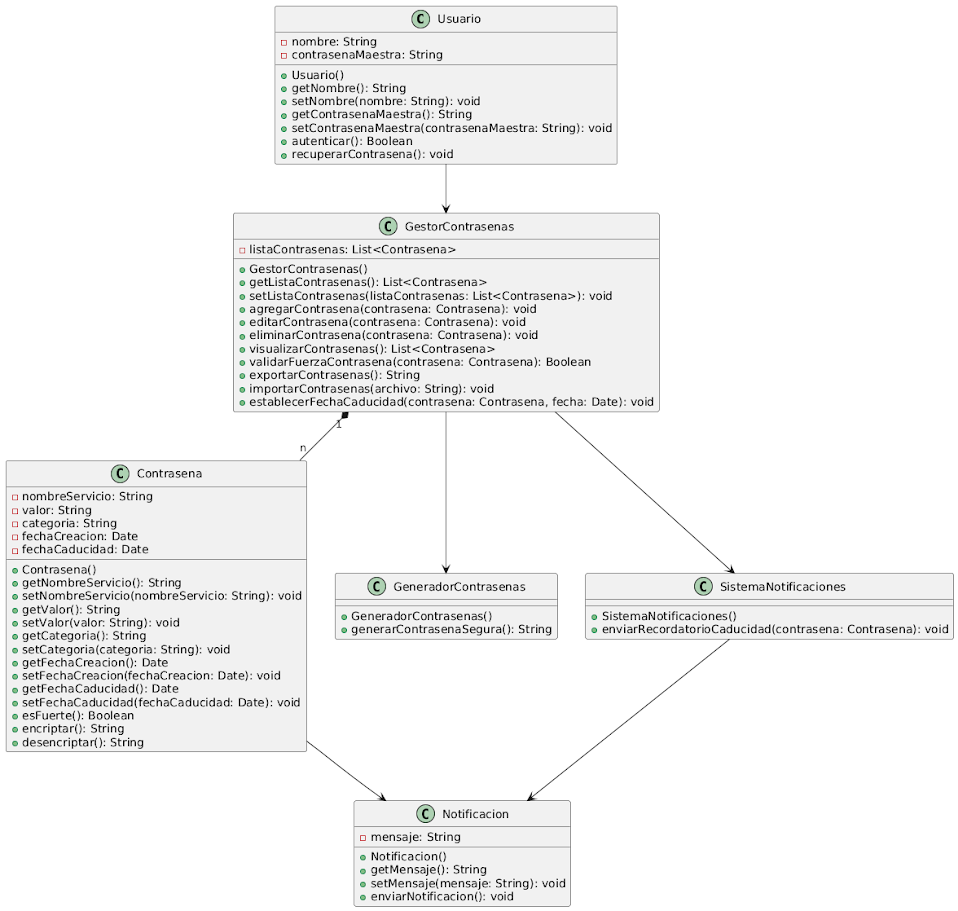 C Usuario
nombre: String
contrasenaMaestra: String
Usuario()
getNombre(): String
setNombre(nombre: String): void
getContrasenaMaestra(): String
setContrasenaMaestra(contrasenaMaestra: String): void
autenticar(): Boolean
recuperarContrasena(): void
C GestorContrasenas
listaContrasenas: List<Contrasena>
GestorContrasenas()
getListaContrasenas(): List<Contrasena>
setListaContrasenas(listaContrasenas: List<Contrasena>): void
agregarContrasena(contrasena: Contrasena): void
editarContrasena(contrasena: Contrasena): void
eliminarContrasena(contrasena: Contrasena): void
visualizarContrasenas(): List<Contrasena>
validarFuerzaContrasena(contrasena: Contrasena): Boolean
exportarContrasenas(): String
importarContrasenas(archivo: String): void
establecerFechaCaducidad(contrasena: Contrasena, fecha: Date): void
1
n
C Contrasena
nombreServicio: String
valor: String
categoria: String
fechaCreacion: Date
fechaCaducidad: Date
Contrasena()
getNombreServicio(): String
setNombreServicio(nombreServicio: String): void
getValor(): String
setValor(valor: String): void
getCategoria(): String
setCategoria(categoria: String): void
getFechaCreacion(): Date
setFechaCreacion(fechaCreacion: Date): void
getFechaCaducidad(): Date
setFechaCaducidad(fechaCaducidad: Date): void
esFuerte(): Boolean
encriptar(): String
desencriptar(): String
C GeneradorContrasenas
GeneradorContrasenas()
generarContrasenaSegura(): String
C SistemaNotificaciones
SistemaNotificaciones()
enviarRecordatorioCaducidad(contrasena: Contrasena): void
C Notificacion
mensaje: String
Notificacion()
getMensaje(): String
setMensaje(mensaje: String): void
enviarNotificacion(): void